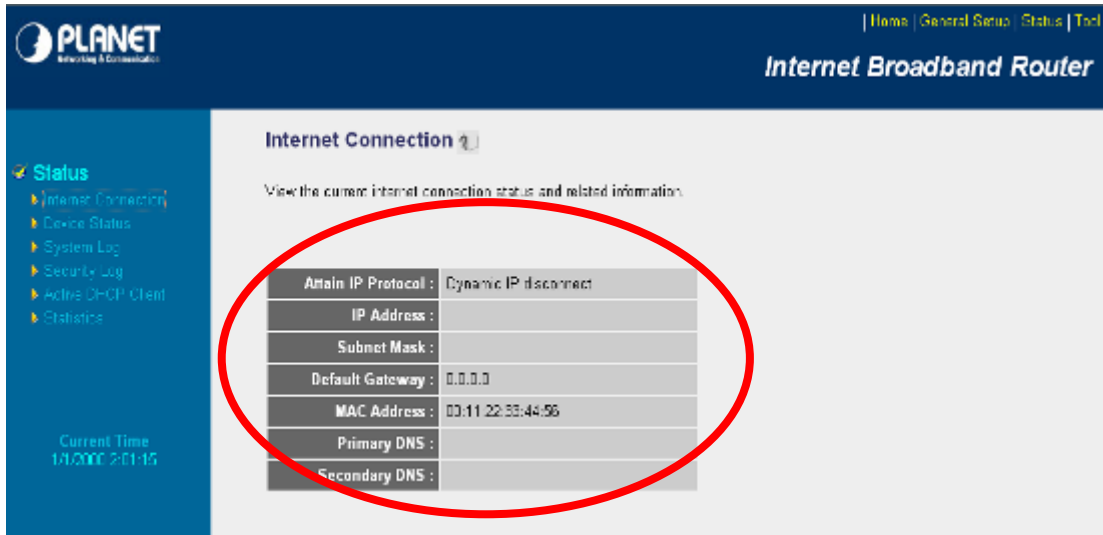 PLANET
Networking & Communication
| Home | General Setup | Status | Tool
Internet Broadband Router
Status
Internet Connection
Device Status
System Log
Security Log
Active DHCP Client
Statistics
Current Time
1/1/2000 2:01:15
Internet Connection
View the current internet connection status and related information.
Attain IP Protocol : Dynamic IP disconnect
IP Address :
Subnet Mask :
Default Gateway : 0.0.0.0
MAC Address : 00:11:22:33:44:56
Primary DNS :
Secondary DNS :